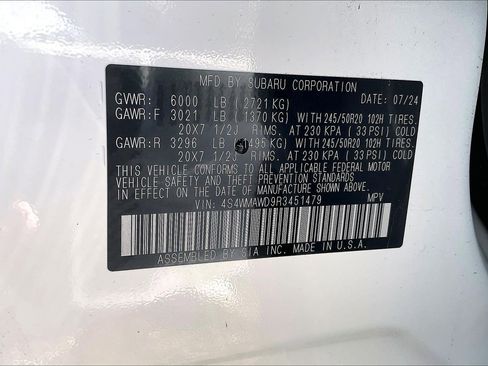 MFD BY SUBARU CORPORATION DATE: 07/24
GVWR: 6000 LB (2721 KG)
GAWR:F 3021 LB (1370 KG) WITH 245/50R20 102H TIRES,
20X7 1/2J RIMS, AT 230 KPA (33 PSI) COLD
GAWR:R 3296 LB (1495 KG) WITH 245/50R20 102H TIRES,
20X7 1/2J RIMS, AT 230 KPA (33 PSI) COLD
THIS VEHICLE CONFORMS TO ALL APPLICABLE FEDERAL MOTOR
VEHICLE SAFETY AND THEFT PREVENTION STANDARDS
IN EFFECT ON THE DATE OF MANUFACTURE SHOWN ABOVE.
VIN: 4S4WMAWD9R3451479 MPV
ASSEMBLED BY SIA INC. MADE IN U.S.A.